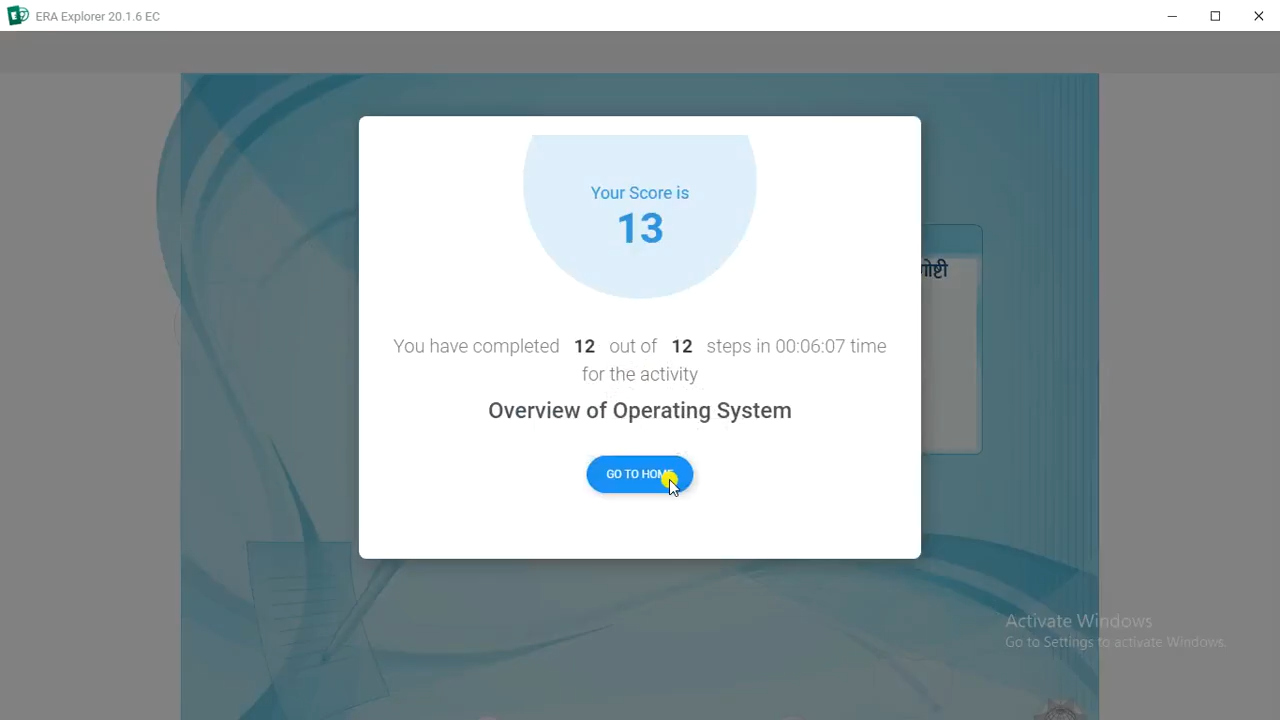 ERA Explorer 20.1.6 EC
Your Score is
13
You have completed 12 out of 12 steps in 00:06:07 time
for the activity
Overview of Operating System
GO TO HOME
Activate Windows
Go to Settings to activate Windows.